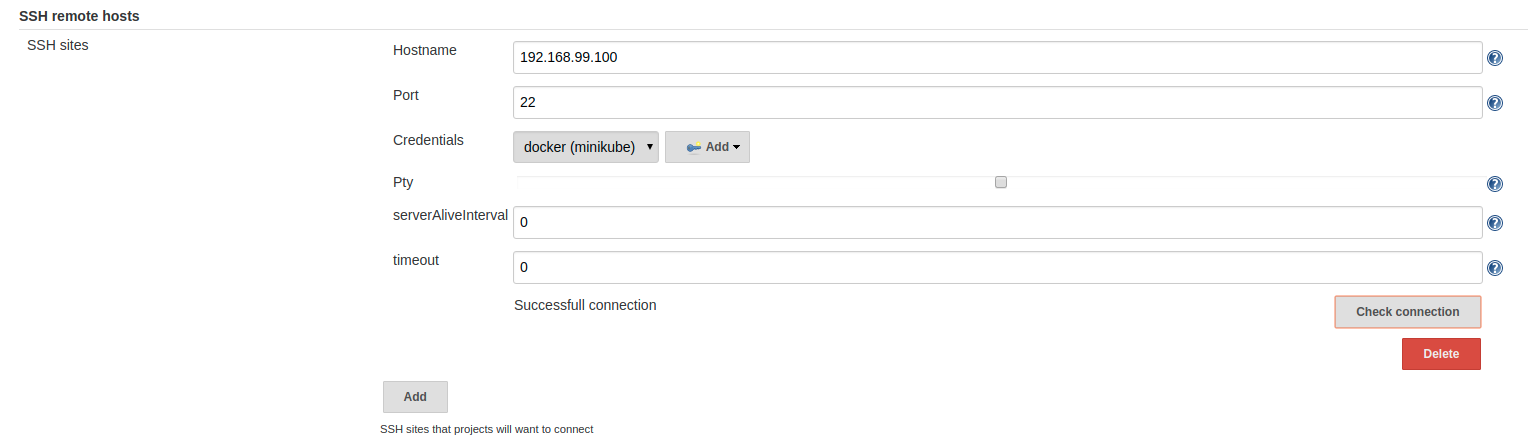 SSH remote hosts
SSH sites
Hostname 192.168.99.100 ?
Port 22 ?
Credentials docker (minikube) Add
Pty ?
serverAliveInterval 0 ?
timeout 0 ?
Successfull connection Check connection
Delete
Add
SSH sites that projects will want to connect